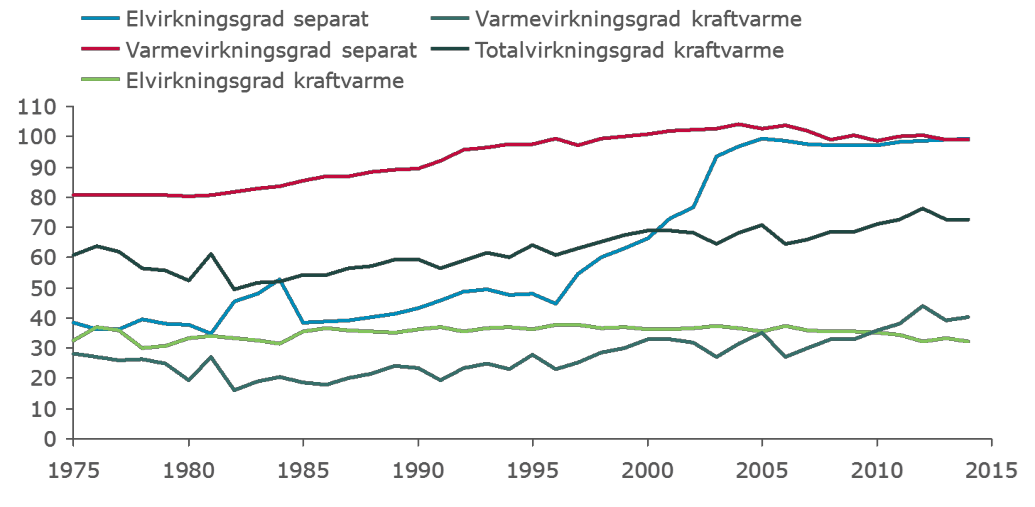 Elvirkningsgrad separat
Varmevirkningsgrad kraftvarme
Varmevirkningsgrad separat
Totalvirkningsgrad kraftvarme
Elvirkningsgrad kraftvarme
110
100
90
80
70
60
50
40
30
20
10
0
1975 1980 1985 1990 1995 2000 2005 2010 2015